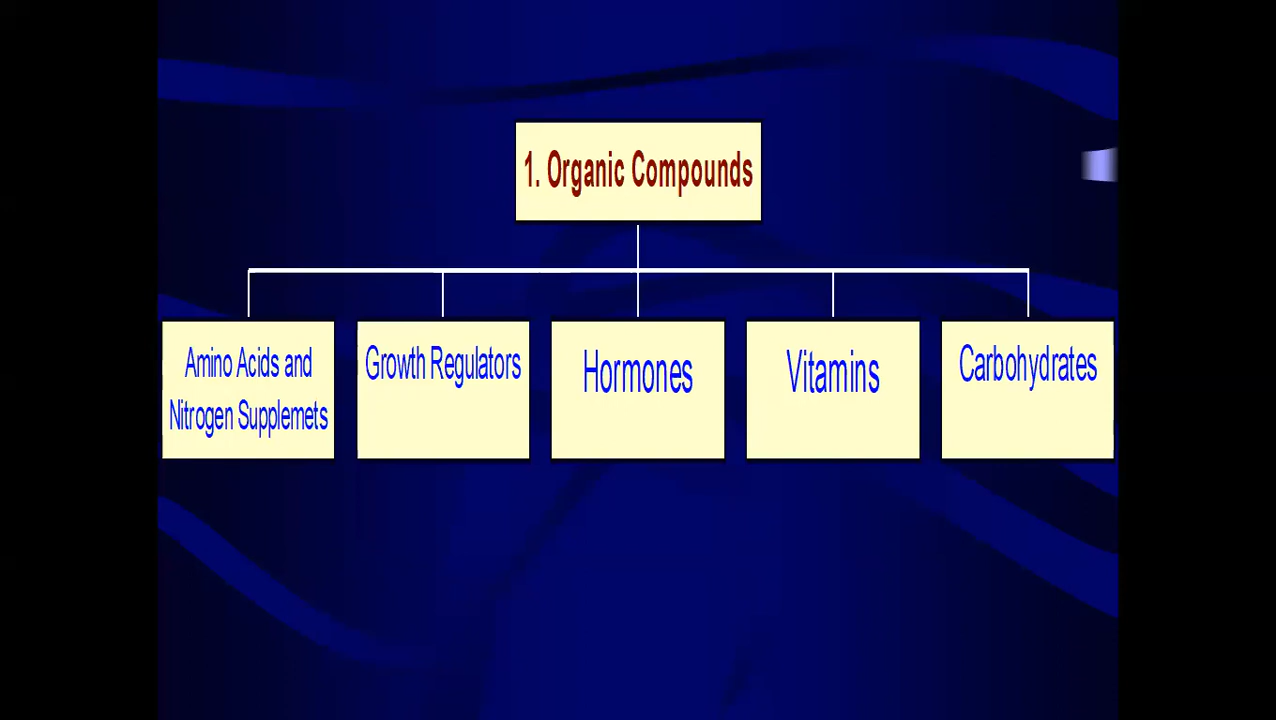 1. Organic Compounds
Amino Acids and
Nitrogen Supplemets
Growth Regulators
Hormones
Vitamins
Carbohydrates